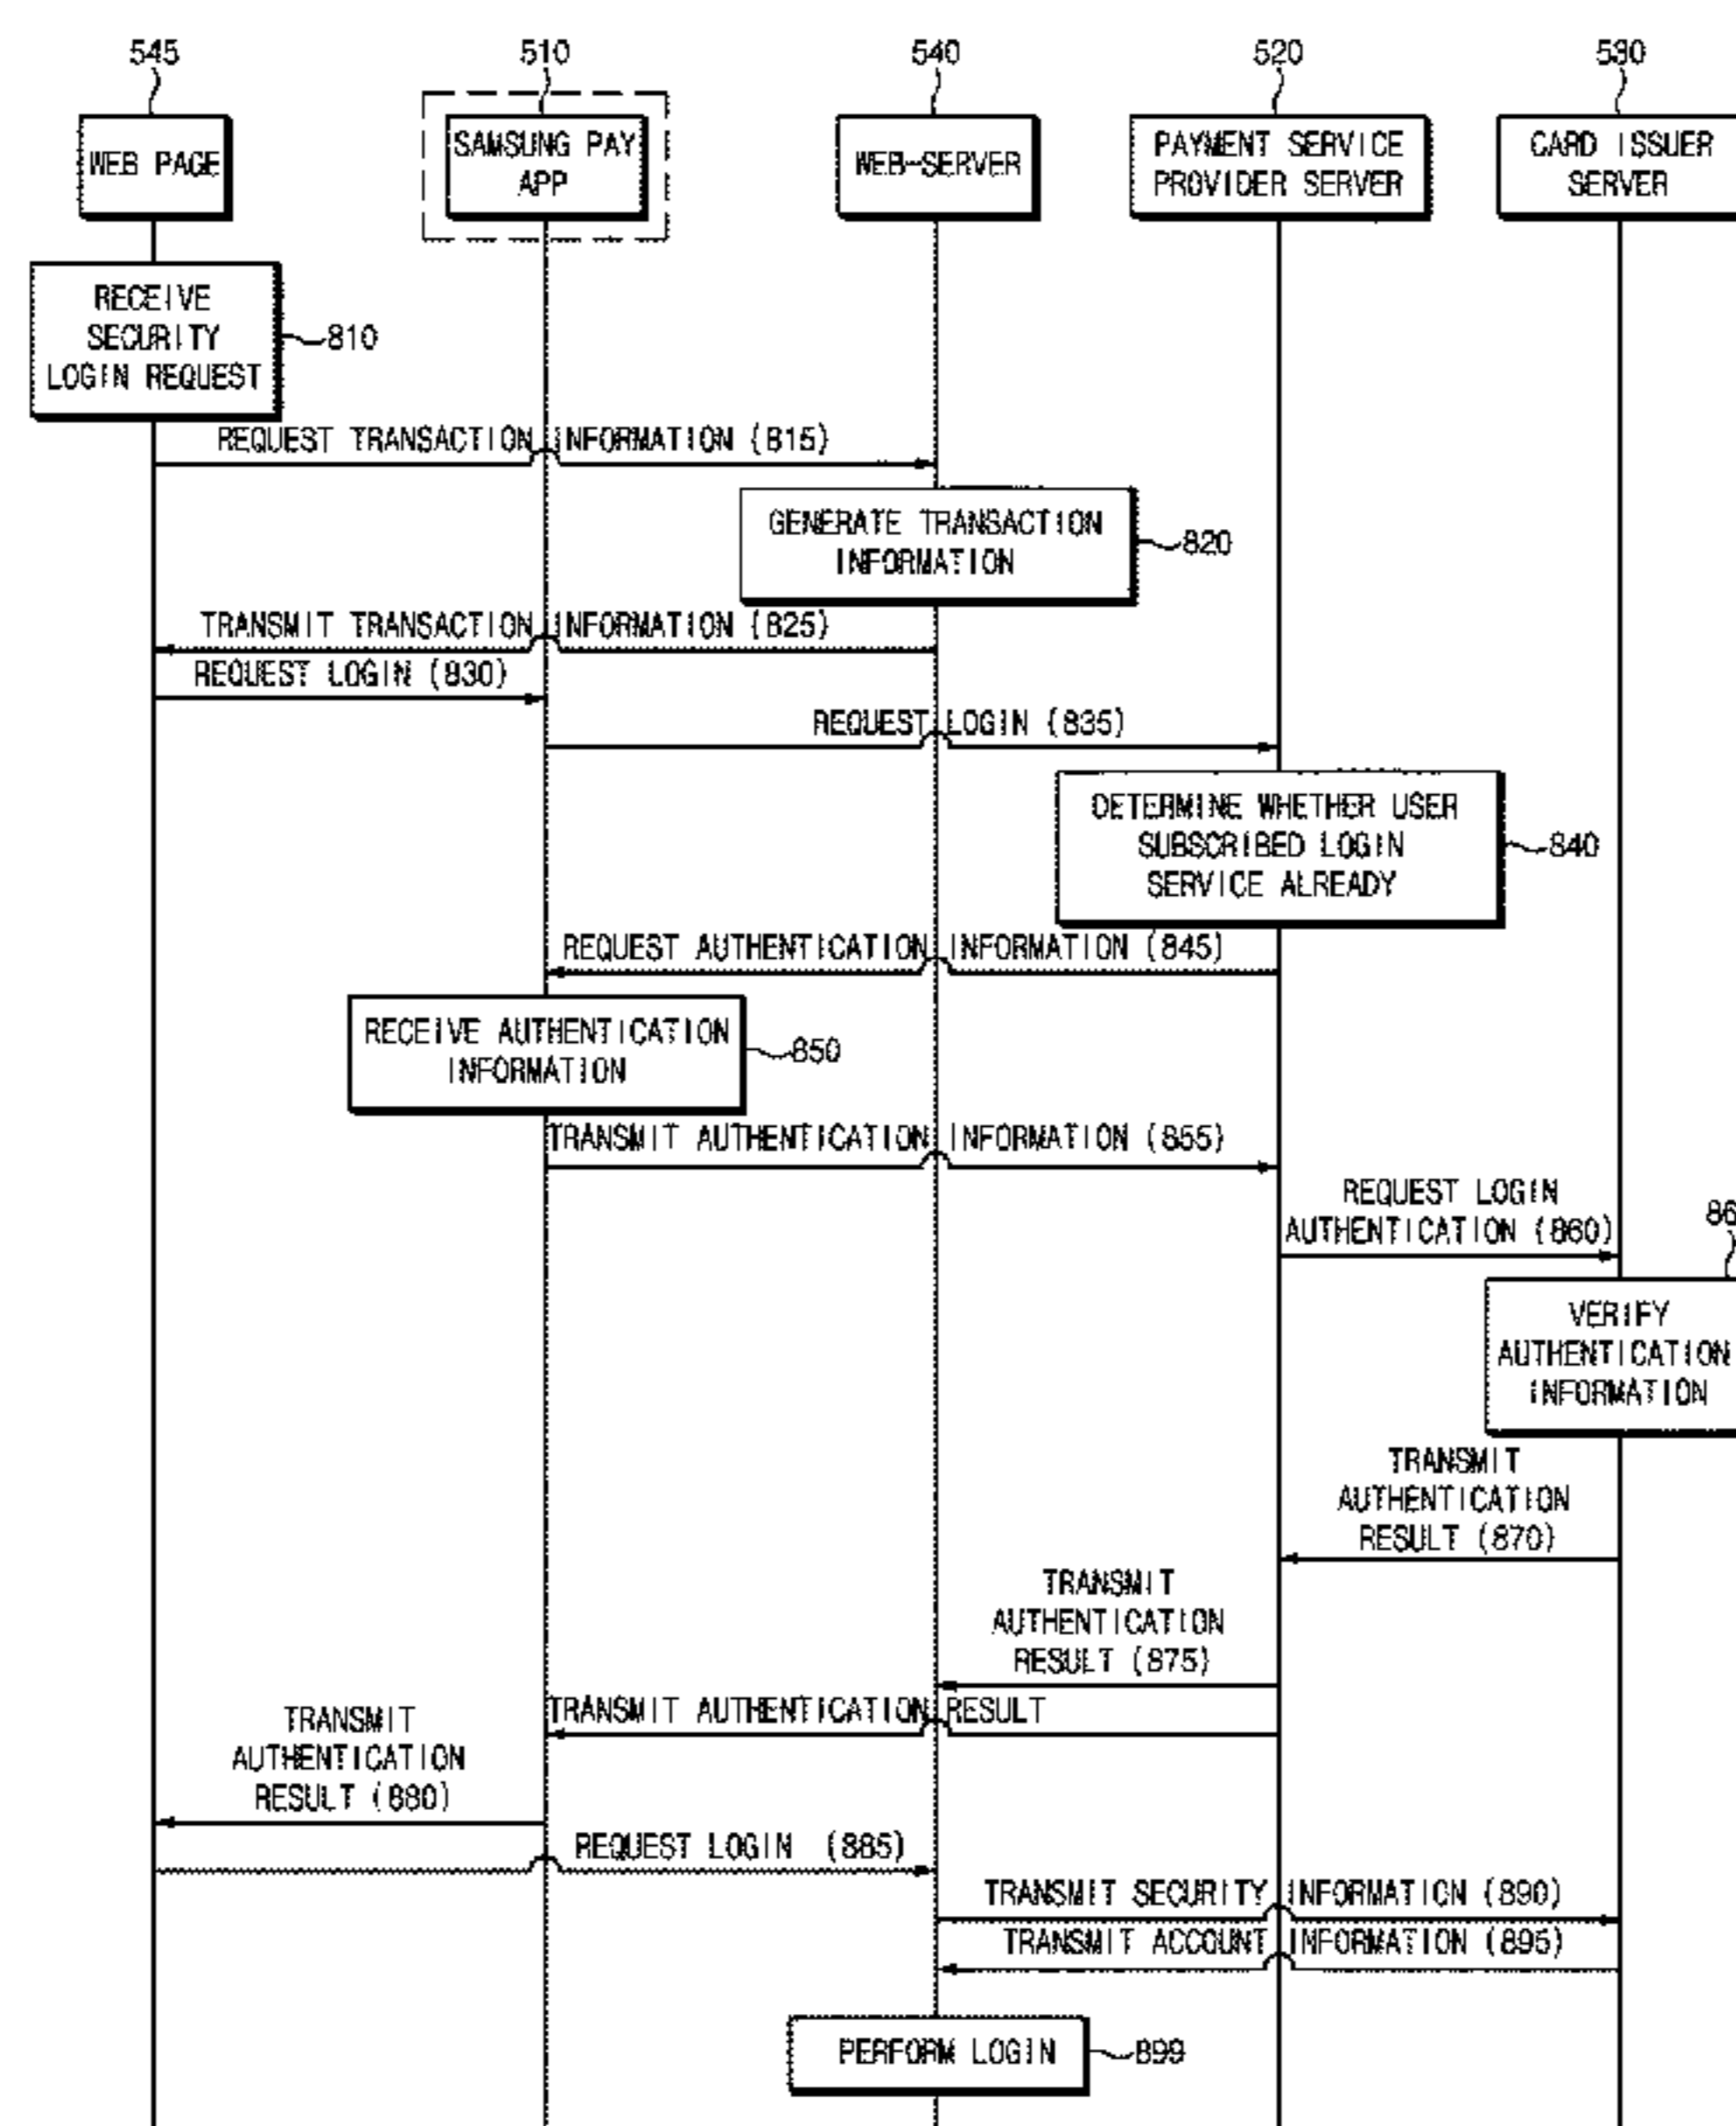 545
510
540
520
530
WEB PAGE
SAMSUNG PAY
APP
WEB-SERVER
PAYMENT SERVICE
PROVIDER SERVER
CARD ISSUER
SERVER
RECEIVE
SECURITY
LOGIN REQUEST
810
REQUEST TRANSACTION INFORMATION (815)
GENERATE TRANSACTION
INFORMATION
820
TRANSMIT TRANSACTION INFORMATION (825)
REQUEST LOGIN (830)
REQUEST LOGIN (835)
DETERMINE WHETHER USER
SUBSCRIBED LOGIN
SERVICE ALREADY
840
REQUEST AUTHENTICATION INFORMATION (845)
RECEIVE AUTHENTICATION
INFORMATION
850
TRANSMIT AUTHENTICATION INFORMATION (855)
REQUEST LOGIN
AUTHENTICATION (860)
86
VERIFY
AUTHENTICATION
INFORMATION
TRANSMIT
AUTHENTICATION
RESULT (870)
TRANSMIT
AUTHENTICATION
RESULT (875)
TRANSMIT AUTHENTICATION RESULT
TRANSMIT
AUTHENTICATION
RESULT (880)
REQUEST LOGIN (885)
TRANSMIT SECURITY INFORMATION (890)
TRANSMIT ACCOUNT INFORMATION (895)
PERFORM LOGIN
899